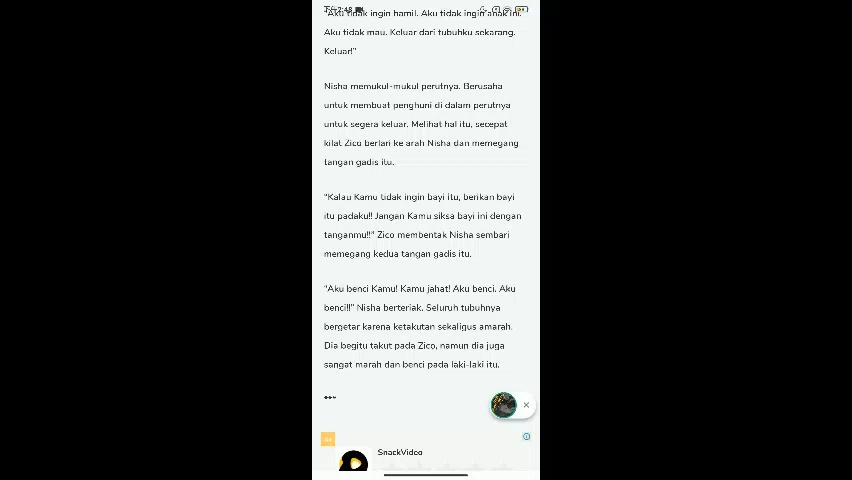 "Aku tidak ingin hamil. Aku tidak ingin anak ini.
Aku tidak mau. Keluar dari tubuhku sekarang.
Keluar!"
Nisha memukul-mukul perutnya. Berusaha
untuk membuat penghuni di dalam perutnya
untuk segera keluar. Melihat hal itu, secepat
kilat Zico berlari ke arah Nisha dan memegang
tangan gadis itu.
"Kalau Kamu tidak ingin bayi itu, berikan bayi
itu padaku!! Jangan Kamu siksa bayi ini dengan
tanganmu!!" Zico membentak Nisha sembari
memegang kedua tangan gadis itu.
"Aku benci Kamu! Kamu jahat! Aku benci. Aku
benci!!" Nisha berteriak. Seluruh tubuhnya
bergetar karena ketakutan sekaligus amarah.
Dia begitu takut pada Zico, namun dia juga
sangat marah dan benci pada laki-laki itu.
***
SnackVideo